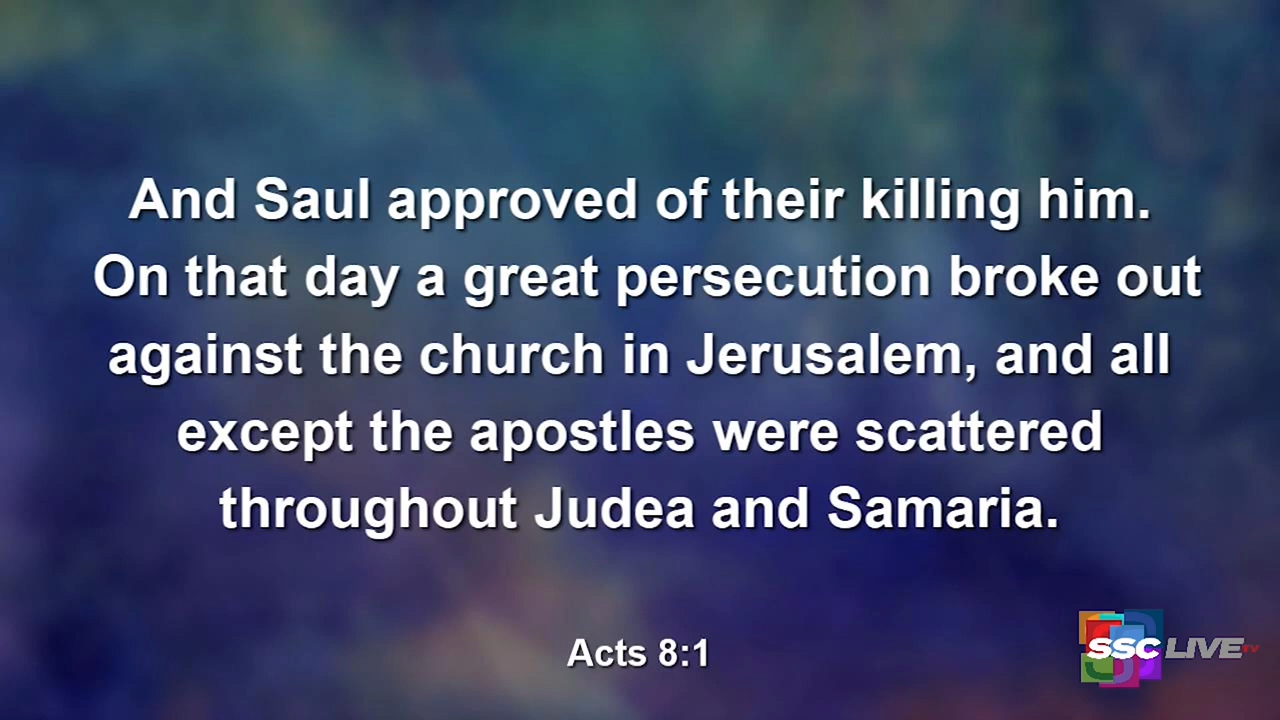 And Saul approved of their killing him.
On that day a great persecution broke out
against the church in Jerusalem, and all
except the apostles were scattered
throughout Judea and Samaria.
Acts 8:1
SSC LIVE TV